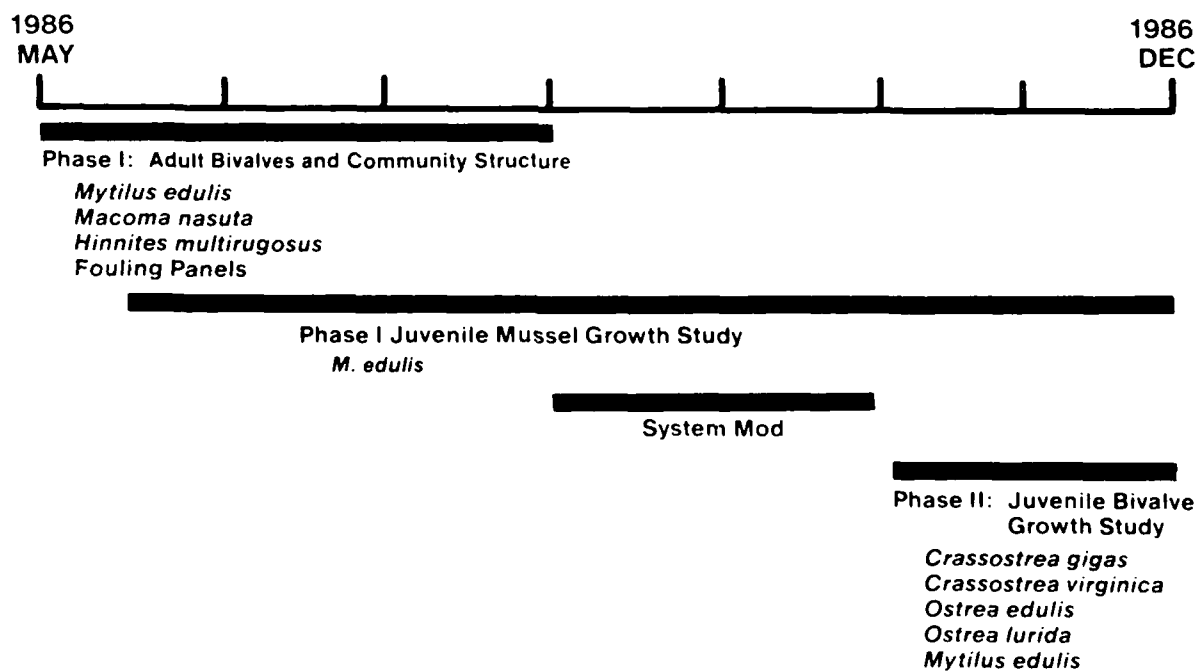 1986
MAY
1986
DEC
Phase I: Adult Bivalves and Community Structure
Mytilus edulis
Macoma nasuta
Hinnites multirugosus
Fouling Panels
Phase I Juvenile Mussel Growth Study
M. edulis
System Mod
Phase II: Juvenile Bivalve
Growth Study
Crassostrea gigas
Crassostrea virginica
Ostrea edulis
Ostrea lurida
Mytilus edulis